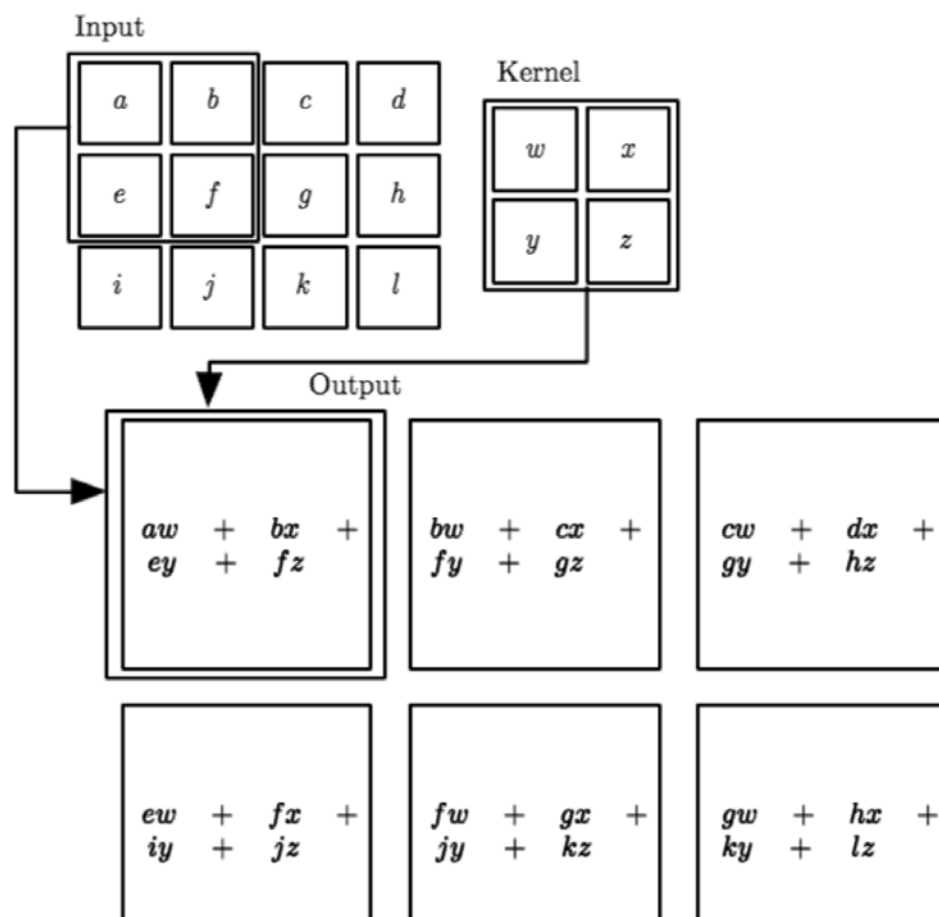 Input
a b c d
Kernel
w x
e f g h
y z
i j k l
Output
aw + bx +
ey + fz
bw + cx +
fy + gz
cw + dx +
gy + hz
ew + fx +
iy + jz
fw + gx +
jy + kz
gw + hx +
ky + lz